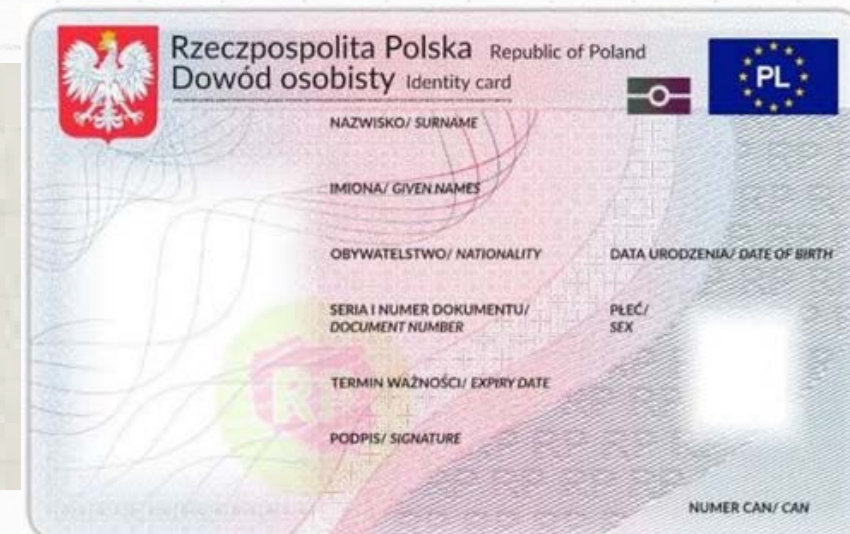 Rzeczpospolita Polska Republic of Poland
Dowód osobisty Identity card
PL
NAZWISKO/ SURNAME
IMIONA/ GIVEN NAMES
OBYWATELSTWO/ NATIONALITY
DATA URODZENIA/ DATE OF BIRTH
SERIA I NUMER DOKUMENTU/
DOCUMENT NUMBER
PŁEĆ/
SEX
TERMIN WAŻNOŚCI/ EXPIRY DATE
R
PODPIS/ SIGNATURE
NUMER CAN/ CAN